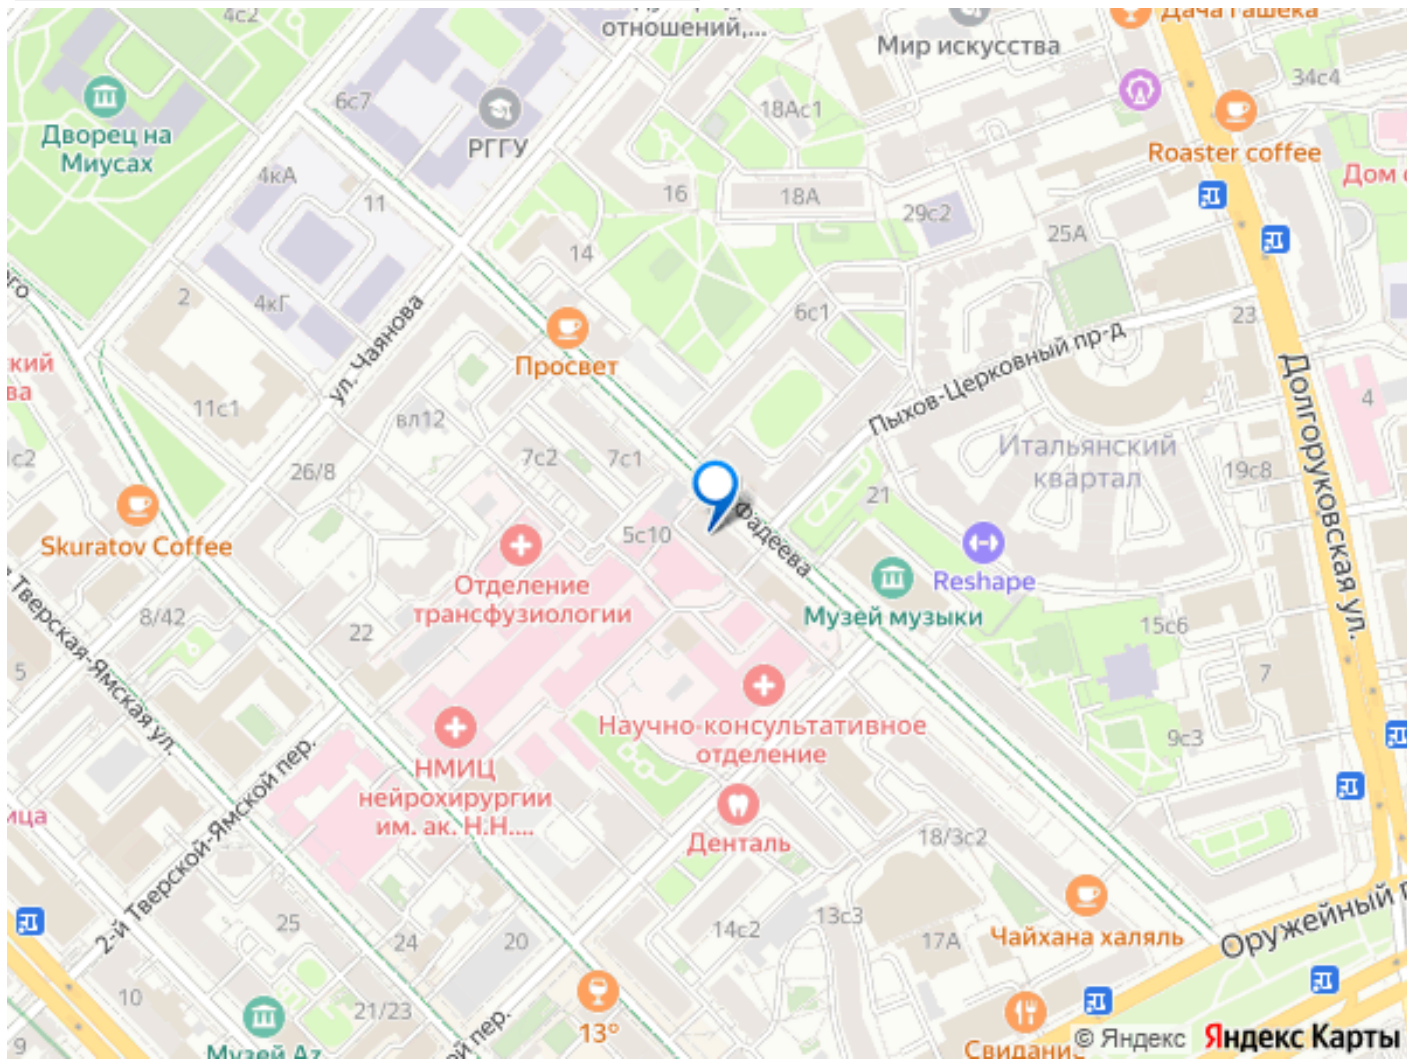 4с2
отношений,...
Мир искусства
Дача Гашека
34с4
6с7
18Ас1
Дворец на
Миусах
РГГУ
Roaster coffee
4кА
11
16
18А
29с2
25А
Дом
14
2
4кГ
ул. Чаянова
6с1
23
Просвет
Пыхов-Церковный пр-д
Долгоруковская ул.
4
11с1
вл12
7с2
7с1
Итальянский
квартал
19с8
26/8
21
Skuratov Coffee
5с10
Фадеева
Reshape
Отделение
трансфузиологии
Музей музыки
8/42
22
15с6
5
Тверская-Ямская ул.
7
Научно-консультативное
отделение
9с3
2-й Тверской-Ямской пер.
НМИЦ
нейрохирургии
им. ак. Н.Н....
Денталь
18/3с2
25
24
20
14с2
13с3
17А
Чайхана халяль
Оружейный
10
21/23
13°
Музей Az
пер.
9
Свидание
© Яндекс Яндекс Карты